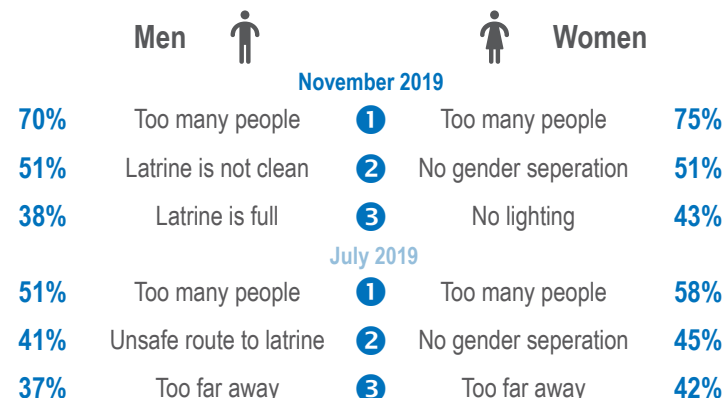 Men Women
November 2019
70% Too many people 1 Too many people 75%
51% Latrine is not clean 2 No gender seperation 51%
38% Latrine is full 3 No lighting 43%
July 2019
51% Too many people 1 Too many people 58%
41% Unsafe route to latrine 2 No gender seperation 45%
37% Too far away 3 Too far away 42%